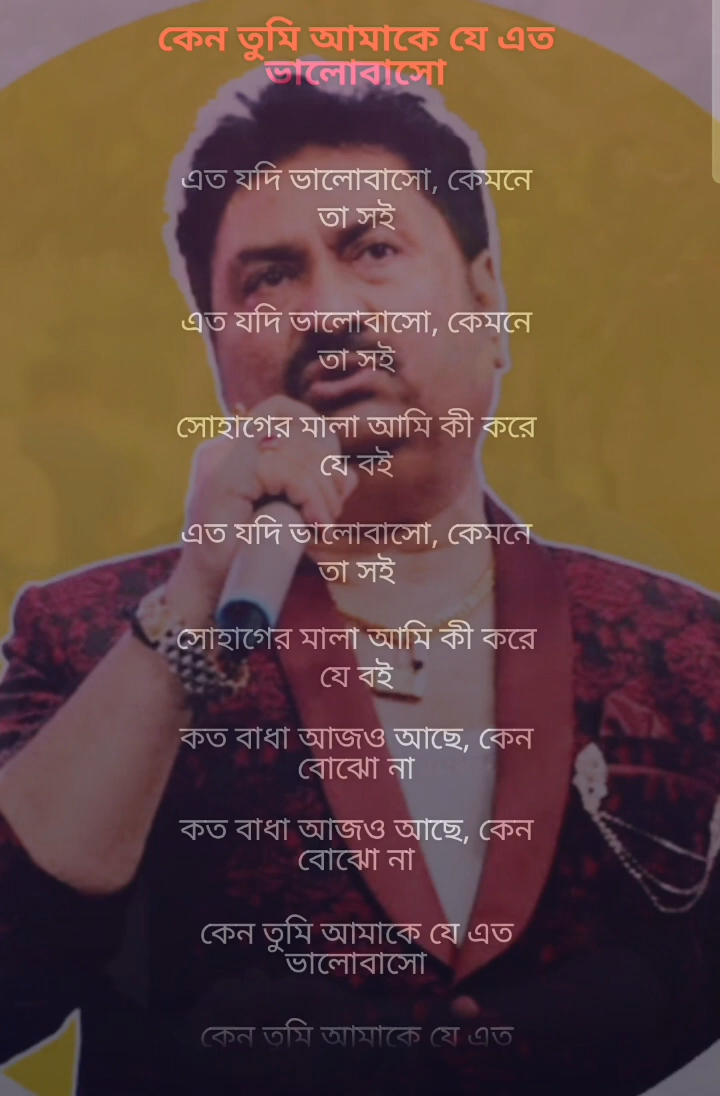 কেন তুমি আমাকে যে এত
ভালোবাসো
এত যদি ভালোবাসো, কেমনে
তা সই
এত যদি ভালোবাসো, কেমনে
তা সই
সোহাগের মালা আমি কী করে
যে বই
এত যদি ভালোবাসো, কেমনে
তা সই
সোহাগের মালা আমি কী করে
যে বই
কত বাধা আজও আছে, কেন
বোঝো না
কত বাধা আজও আছে, কেন
বোঝো না
কেন তুমি আমাকে যে এত
ভালোবাসো
কেন তুমি আমাকে যে এত